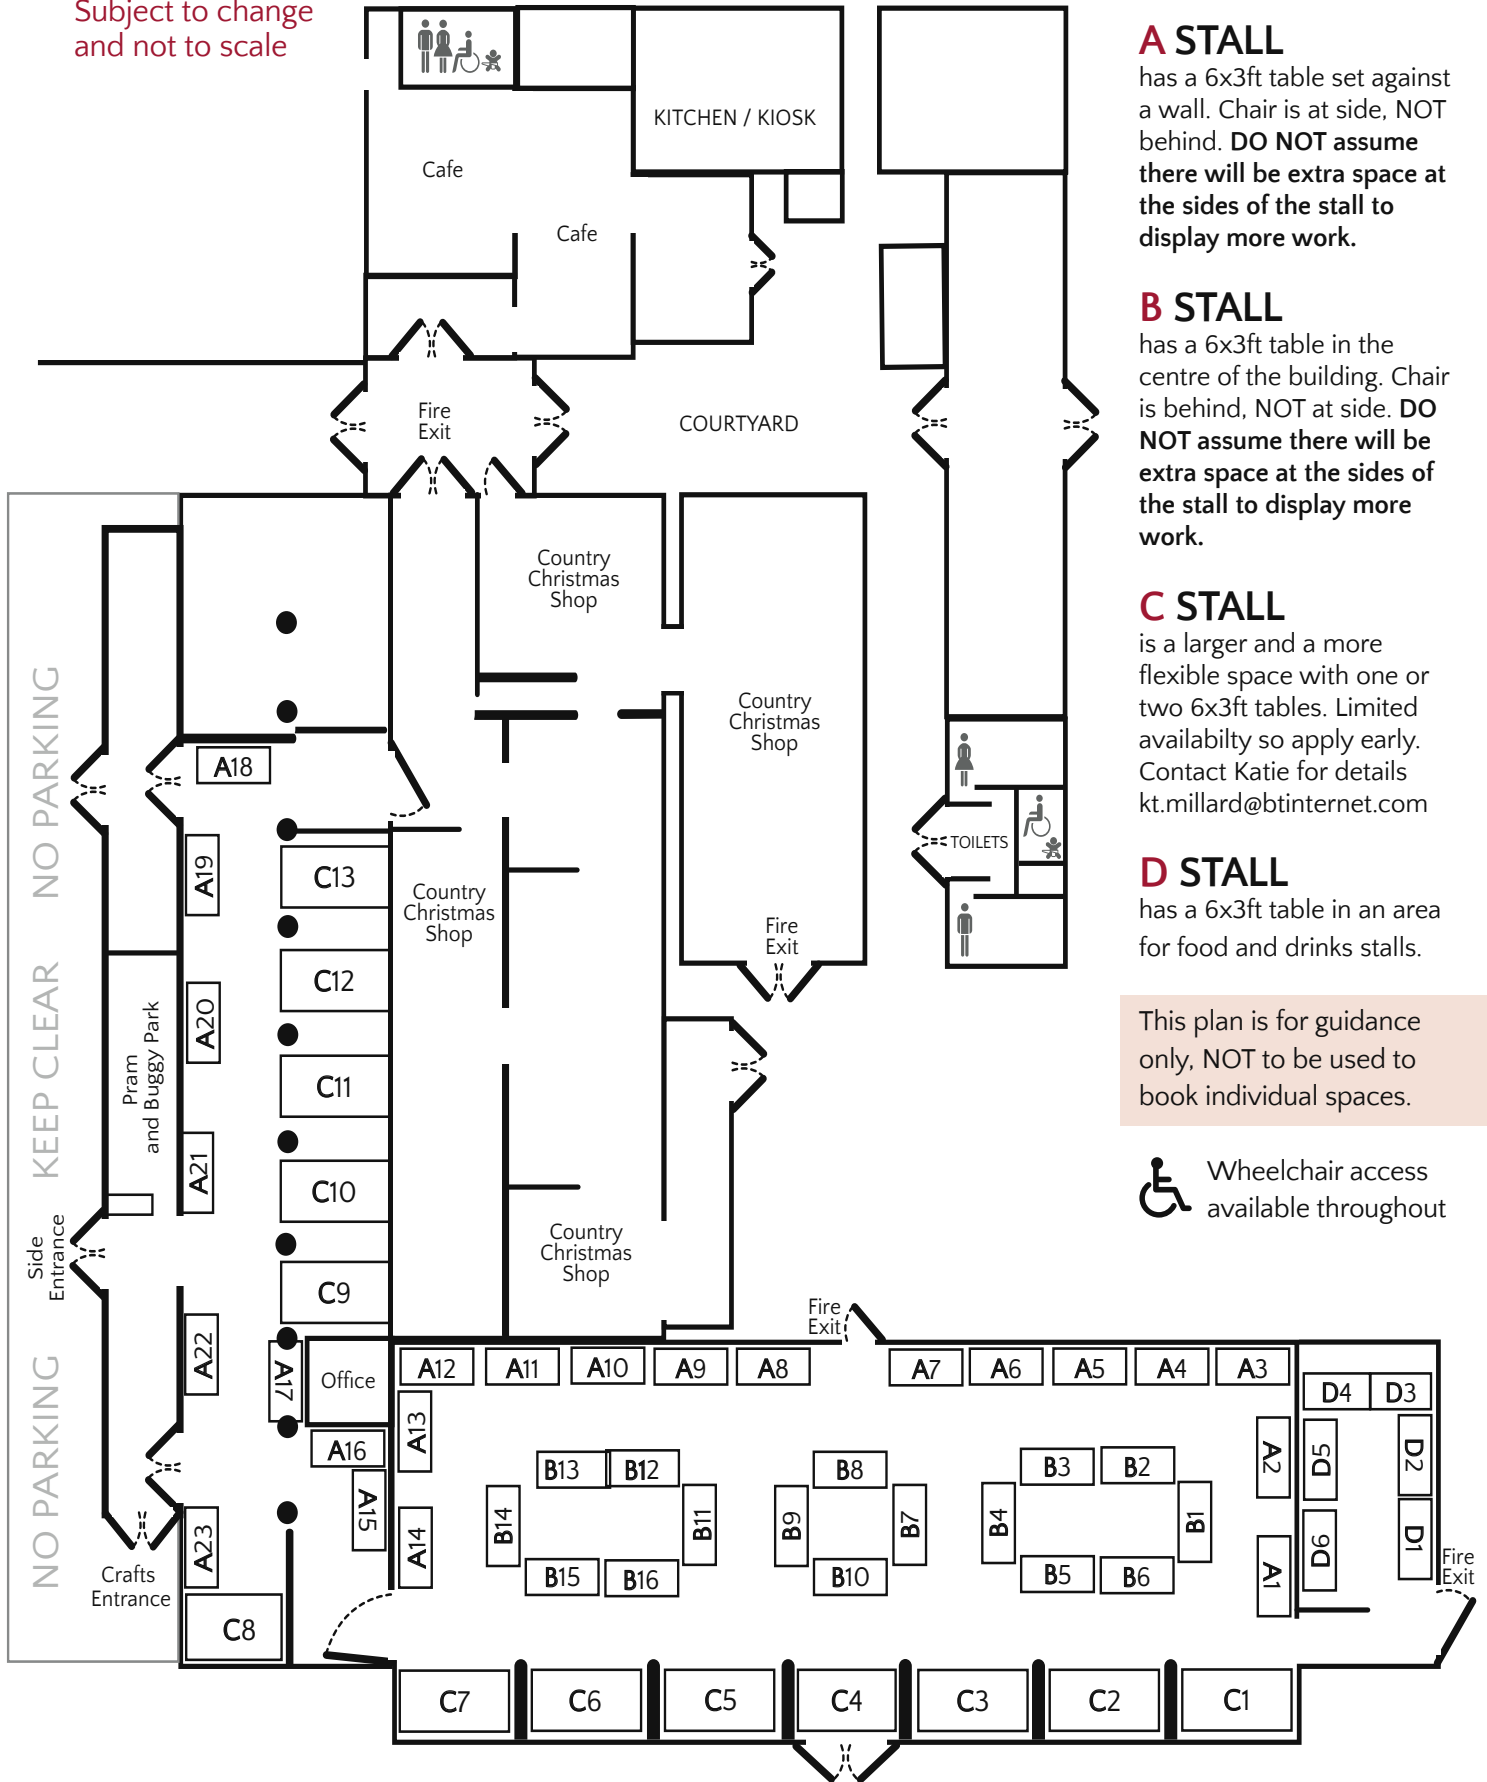 Subject to change
and not to scale
KITCHEN / KIOSK
Cafe
Cafe
Fire
Exit
COURTYARD
Country
Christmas
Shop
Country
Christmas
Shop
Country
Christmas
Shop
Country
Christmas
Shop
Fire
Exit
TOILETS
NO PARKING
KEEP CLEAR
NO PARKING
Pram
and Buggy Park
Side
Entrance
Crafts
Entrance
A18
A19
A20
A21
A22
A23
C13
C12
C11
C10
C9
C8
A17
Office
A16
A15
Fire
Exit
A12
A11
A10
A9
A8
A7
A6
A5
A4
A3
A13
A14
A2
A1
B13
B12
B14
B11
B15
B16
B8
B9
B7
B10
B3
B2
B4
B1
B5
B6
D4
D3
D5
D2
D6
D1
Fire
Exit
C7
C6
C5
C4
C3
C2
C1
A STALL
has a 6x3ft table set against
a wall. Chair is at side, NOT
behind. DO NOT assume
there will be extra space at
the sides of the stall to
display more work.
B STALL
has a 6x3ft table in the
centre of the building. Chair
is behind, NOT at side. DO
NOT assume there will be
extra space at the sides of
the stall to display more
work.
C STALL
is a larger and a more
flexible space with one or
two 6x3ft tables. Limited
availabilty so apply early.
Contact Katie for details
kt.millard@btinternet.com
D STALL
has a 6x3ft table in an area
for food and drinks stalls.
This plan is for guidance
only, NOT to be used to
book individual spaces.
Wheelchair access
available throughout